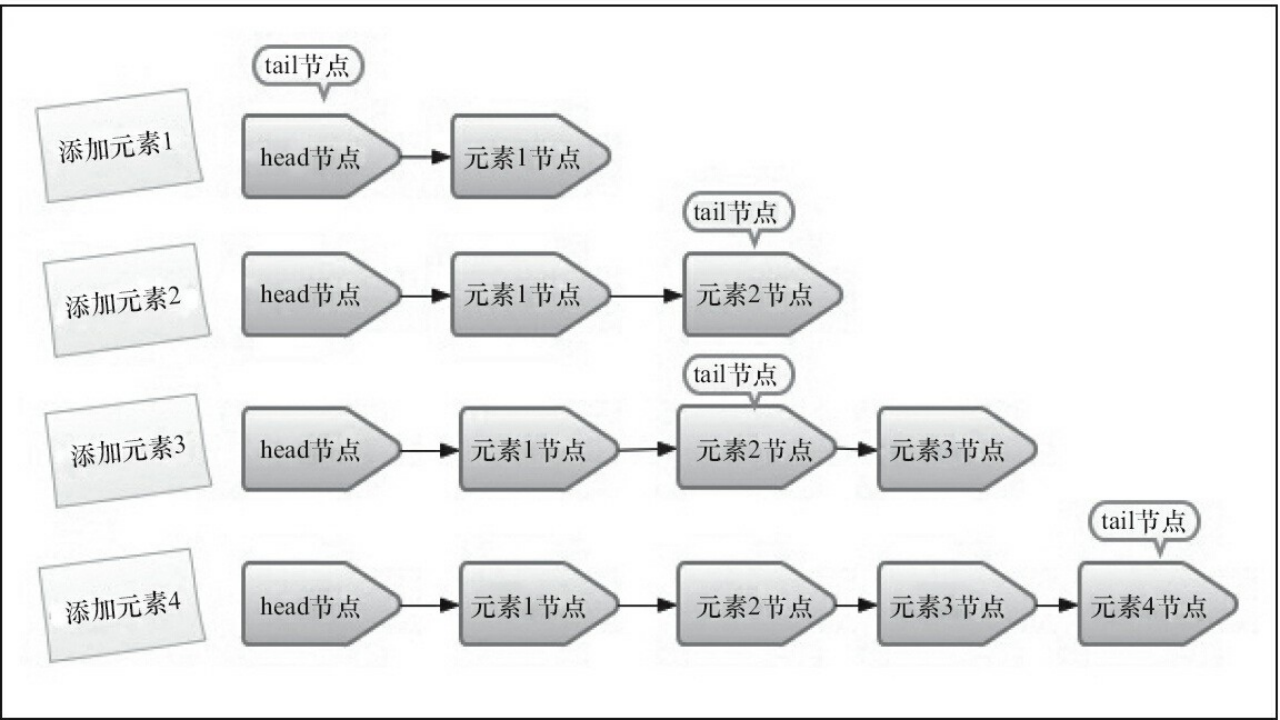 tail节点
添加元素1
head节点
元素1节点
tail节点
添加元素2
head节点
元素1节点
元素2节点
tail节点
添加元素3
head节点
元素1节点
元素2节点
元素3节点
tail节点
添加元素4
head节点
元素1节点
元素2节点
元素3节点
元素4节点